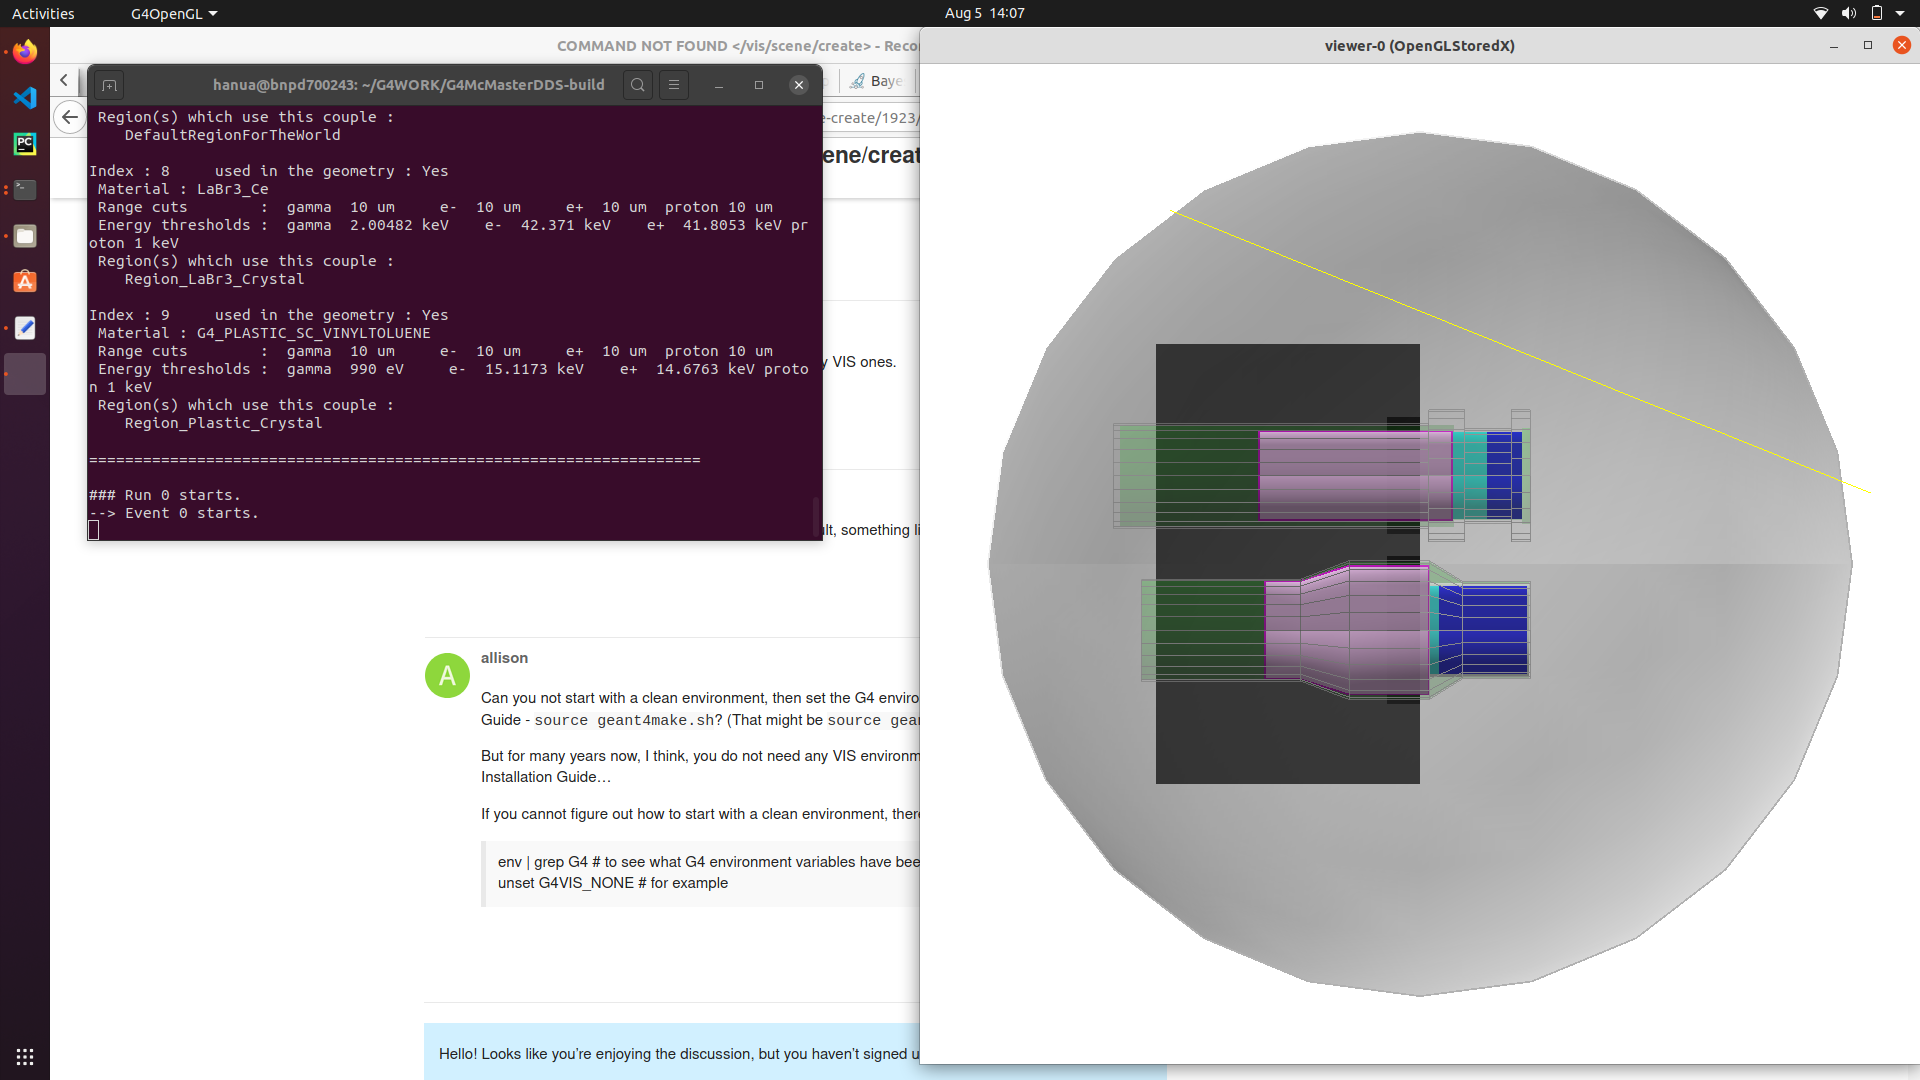 Activities
G4OpenGL
Aug 5 14:07
COMMAND NOT FOUND </vis/scene/create> - Reco
viewer-0 (OpenGLStoredX)
hanua@bnpd700243: ~/G4WORK/G4McMasterDDS-build
Baye
e-create/1923/
ene/creat
Region(s) which use this couple :
DefaultRegionForTheWorld
Index : 8 used in the geometry : Yes
Material : LaBr3_Ce
Range cuts : gamma 10 um e- 10 um e+ 10 um proton 10 um
Energy thresholds : gamma 2.00482 keV e- 42.371 keV e+ 41.8053 keV pr
oton 1 keV
Region(s) which use this couple :
Region_LaBr3_Crystal
Index : 9 used in the geometry : Yes
Material : G4_PLASTIC_SC_VINYLTOLUENE
Range cuts : gamma 10 um e- 10 um e+ 10 um proton 10 um
Energy thresholds : gamma 990 eV e- 15.1173 keV e+ 14.6763 keV proto
n 1 keV
Region(s) which use this couple :
Region_Plastic_Crystal
====================================================================
### Run 0 starts.
--> Event 0 starts.
y VIS ones.
ult, something li
PC
A
allison
Can you not start with a clean environment, then set the G4 enviro
Guide - source geant4make.sh? (That might be source gear
But for many years now, I think, you do not need any VIS environm
Installation Guide…
If you cannot figure out how to start with a clean environment, ther
env | grep G4 # to see what G4 environment variables have bee
unset G4VIS_NONE # for example
Hello! Looks like you're enjoying the discussion, but you haven't signed u